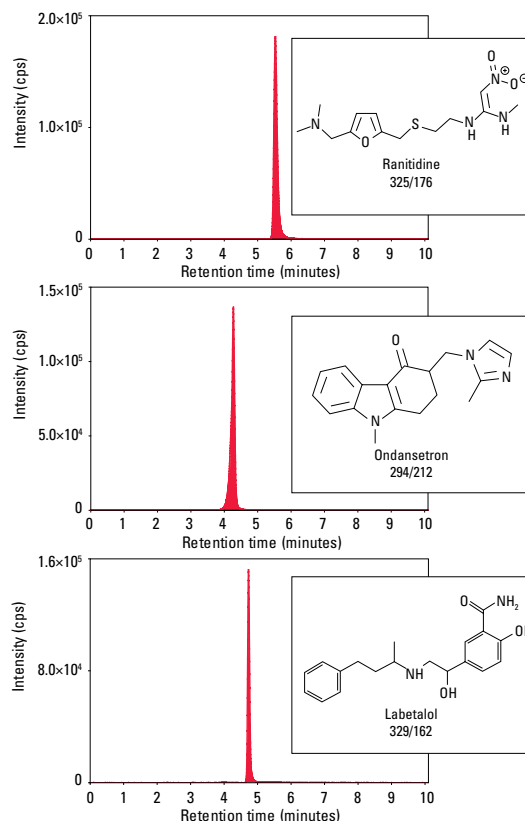 2.0×10⁵
1.0×10⁵
0
Intensity (cps)
0 1 2 3 4 5 6 7 8 9 10
Retention time (minutes)
N
O
S
N
H
N
H
N⊕
O
O⊖
Ranitidine
325/176
1.5×10⁵
5.0×10⁴
0
Intensity (cps)
0 1 2 3 4 5 6 7 8 9 10
Retention time (minutes)
O
N
N
N
Ondansetron
294/212
1.6×10⁵
8.0×10⁴
0
Intensity (cps)
0 1 2 3 4 5 6 7 8 9 10
Retention time (minutes)
O
NH₂
NH
OH
Labetalol
329/162